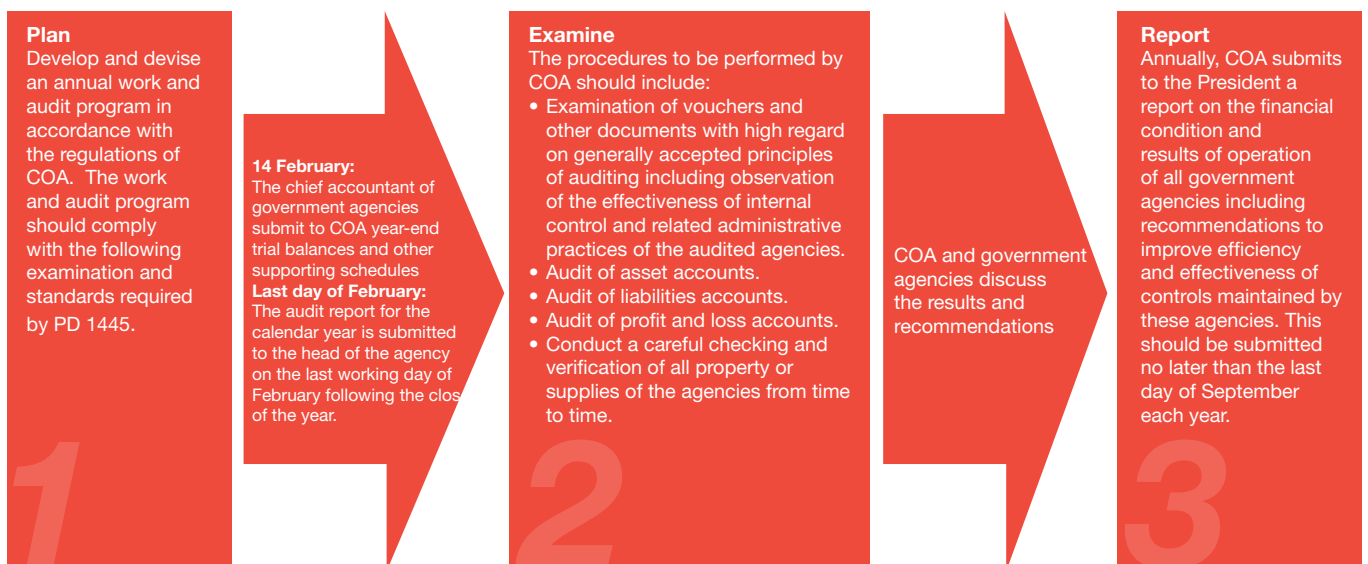 Plan
Develop and devise
an annual work and
audit program in
accordance with
the regulations of
COA. The work
and audit program
should comply
with the following
examination and
standards required
by PD 1445.
1
14 February:
The chief accountant of
government agencies
submit to COA year-end
trial balances and other
supporting schedules
Last day of February:
The audit report for the
calendar year is submitted
to the head of the agency
on the last working day of
February following the clos
of the year.
Examine
The procedures to be performed by
COA should include:
• Examination of vouchers and
other documents with high regard
on generally accepted principles
of auditing including observation
of the effectiveness of internal
control and related administrative
practices of the audited agencies.
• Audit of asset accounts.
• Audit of liabilities accounts.
• Audit of profit and loss accounts.
• Conduct a careful checking and
verification of all property or
supplies of the agencies from time
to time.
2
COA and government
agencies discuss
the results and
recommendations
Report
Annually, COA submits
to the President a
report on the financial
condition and
results of operation
of all government
agencies including
recommendations to
improve efficiency
and effectiveness of
controls maintained by
these agencies. This
should be submitted
no later than the last
day of September
each year.
3